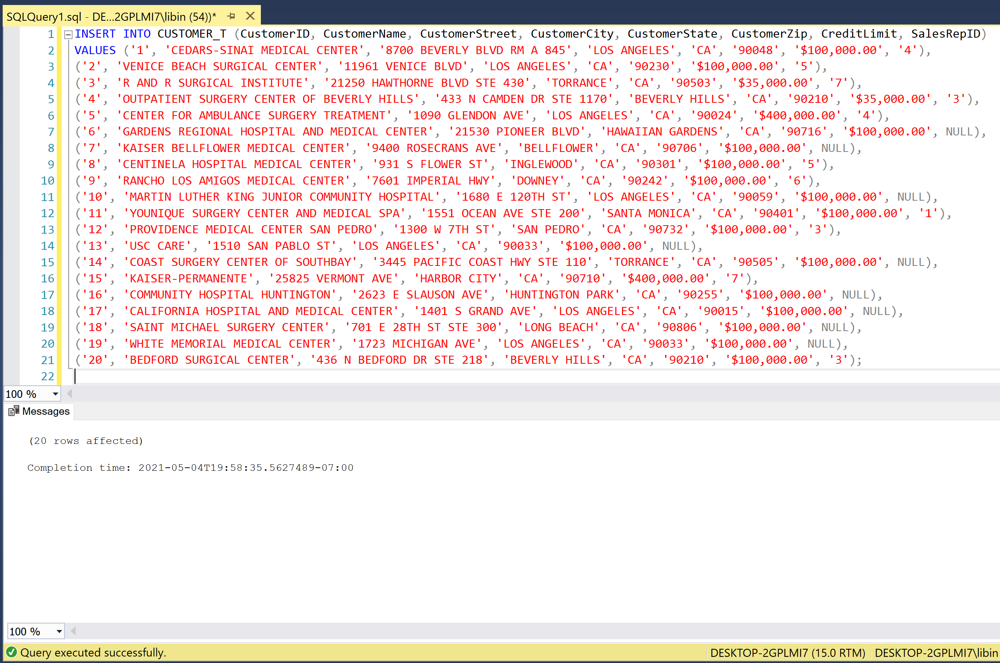 SQLQuery1.sql - DE...2GPLMI7\libin (54))*
1 INSERT INTO CUSTOMER_T (CustomerID, CustomerName, CustomerStreet, CustomerCity, CustomerState, CustomerZip, CreditLimit, SalesRepID)
2 VALUES ('1', 'CEDARS-SINAI MEDICAL CENTER', '8700 BEVERLY BLVD RM A 845', 'LOS ANGELES', 'CA', '90048', '$100,000.00', '4'),
3 ('2', 'VENICE BEACH SURGICAL CENTER', '11961 VENICE BLVD', 'LOS ANGELES', 'CA', '90230', '$100,000.00', '5'),
4 ('3', 'R AND R SURGICAL INSTITUTE', '21250 HAWTHORNE BLVD STE 430', 'TORRANCE', 'CA', '90503', '$35,000.00', '7'),
5 ('4', 'OUTPATIENT SURGERY CENTER OF BEVERLY HILLS', '433 N CAMDEN DR STE 1170', 'BEVERLY HILLS', 'CA', '90210', '$35,000.00', '3'),
6 ('5', 'CENTER FOR AMBULANCE SURGERY TREATMENT', '1090 GLENDON AVE', 'LOS ANGELES', 'CA', '90024', '$400,000.00', '4'),
7 ('6', 'GARDENS REGIONAL HOSPITAL AND MEDICAL CENTER', '21530 PIONEER BLVD', 'HAWAIIAN GARDENS', 'CA', '90716', '$100,000.00', NULL),
8 ('7', 'KAISER BELLFLOWER MEDICAL CENTER', '9400 ROSECRANS AVE', 'BELLFLOWER', 'CA', '90706', '$100,000.00', NULL),
9 ('8', 'CENTINELA HOSPITAL MEDICAL CENTER', '931 S FLOWER ST', 'INGLEWOOD', 'CA', '90301', '$100,000.00', '5'),
10 ('9', 'RANCHO LOS AMIGOS MEDICAL CENTER', '7601 IMPERIAL HWY', 'DOWNEY', 'CA', '90242', '$100,000.00', '6'),
11 ('10', 'MARTIN LUTHER KING JUNIOR COMMUNITY HOSPITAL', '1680 E 120TH ST', 'LOS ANGELES', 'CA', '90059', '$100,000.00', NULL),
12 ('11', 'YOUNIQUE SURGERY CENTER AND MEDICAL SPA', '1551 OCEAN AVE STE 200', 'SANTA MONICA', 'CA', '90401', '$100,000.00', '1'),
13 ('12', 'PROVIDENCE MEDICAL CENTER SAN PEDRO', '1300 W 7TH ST', 'SAN PEDRO', 'CA', '90732', '$100,000.00', '3'),
14 ('13', 'USC CARE', '1510 SAN PABLO ST', 'LOS ANGELES', 'CA', '90033', '$100,000.00', NULL),
15 ('14', 'COAST SURGERY CENTER OF SOUTHBAY', '3445 PACIFIC COAST HWY STE 110', 'TORRANCE', 'CA', '90505', '$100,000.00', NULL),
16 ('15', 'KAISER-PERMANENTE', '25825 VERMONT AVE', 'HARBOR CITY', 'CA', '90710', '$400,000.00', '7'),
17 ('16', 'COMMUNITY HOSPITAL HUNTINGTON', '2623 E SLAUSON AVE', 'HUNTINGTON PARK', 'CA', '90255', '$100,000.00', NULL),
18 ('17', 'CALIFORNIA HOSPITAL AND MEDICAL CENTER', '1401 S GRAND AVE', 'LOS ANGELES', 'CA', '90015', '$100,000.00', NULL),
19 ('18', 'SAINT MICHAEL SURGERY CENTER', '701 E 28TH ST STE 300', 'LONG BEACH', 'CA', '90806', '$100,000.00', NULL),
20 ('19', 'WHITE MEMORIAL MEDICAL CENTER', '1723 MICHIGAN AVE', 'LOS ANGELES', 'CA', '90033', '$100,000.00', NULL),
21 ('20', 'BEDFORD SURGICAL CENTER', '436 N BEDFORD DR STE 218', 'BEVERLY HILLS', 'CA', '90210', '$100,000.00', '3');
22
100 %
Messages
(20 rows affected)
Completion time: 2021-05-04T19:58:35.5627489-07:00
100 %
Query executed successfully. DESKTOP-2GPLMI7 (15.0 RTM) DESKTOP-2GPLMI7\libin